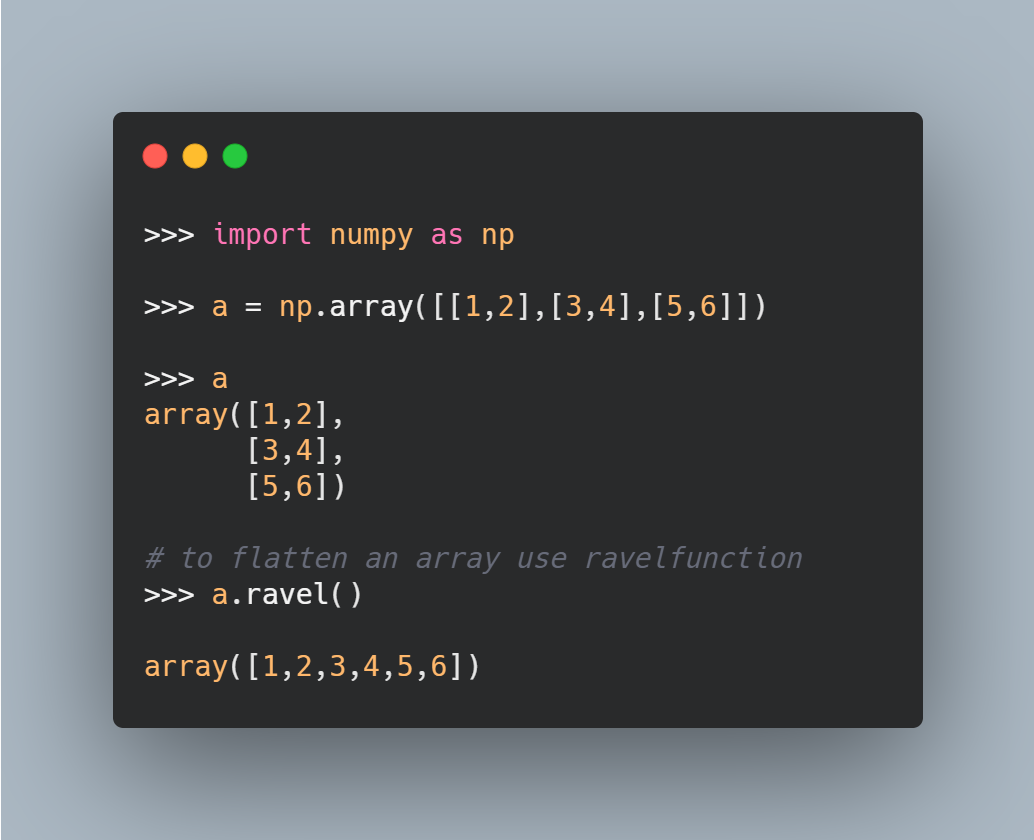 >>> import numpy as np
>>> a = np.array([[1,2],[3,4],[5,6]])
>>> a
array([1,2],
      [3,4],
      [5,6])
# to flatten an array use ravelfunction
>>> a.ravel()
array([1,2,3,4,5,6])